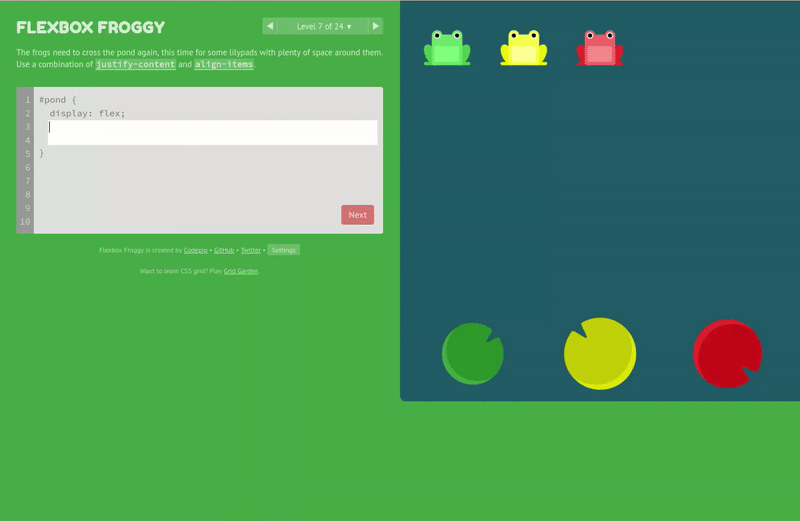 FLEXBOX FROGGY
Level 7 of 24 ▾
The frogs need to cross the pond again, this time for some lilypads with plenty of space around them.
Use a combination of justify-content and align-items.
1 #pond {
2 display: flex;
3
4
5 }
6
7
8
9
10
Next
Flexbox Froggy is created by Codepip • GitHub • Twitter • Settings
Want to learn CSS grid? Play Grid Garden.